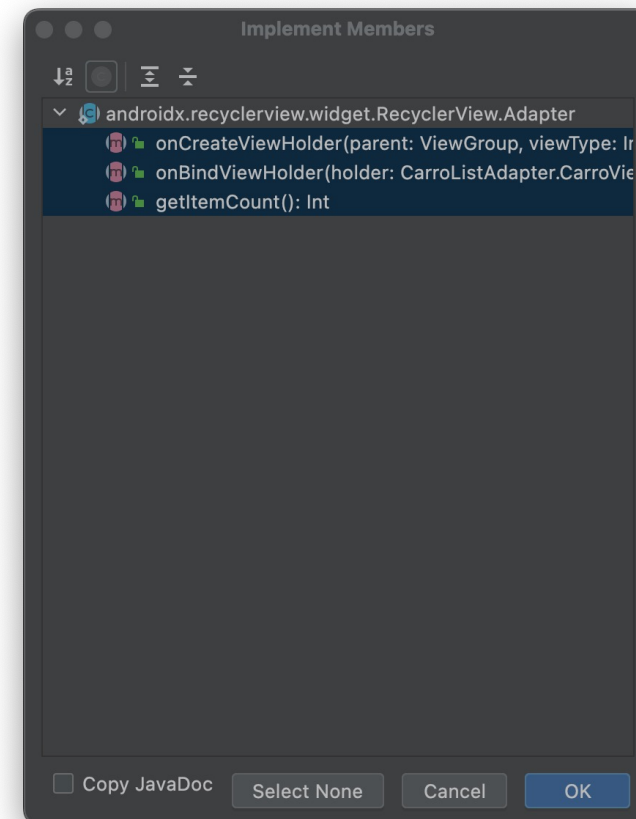 Implement Members
androidx.recyclerview.widget.RecyclerView.Adapter
onCreateViewHolder(parent: ViewGroup, viewType: In
onBindViewHolder(holder: CarroListAdapter.CarroVie
getItemCount(): Int
Copy JavaDoc
Select None
Cancel
OK